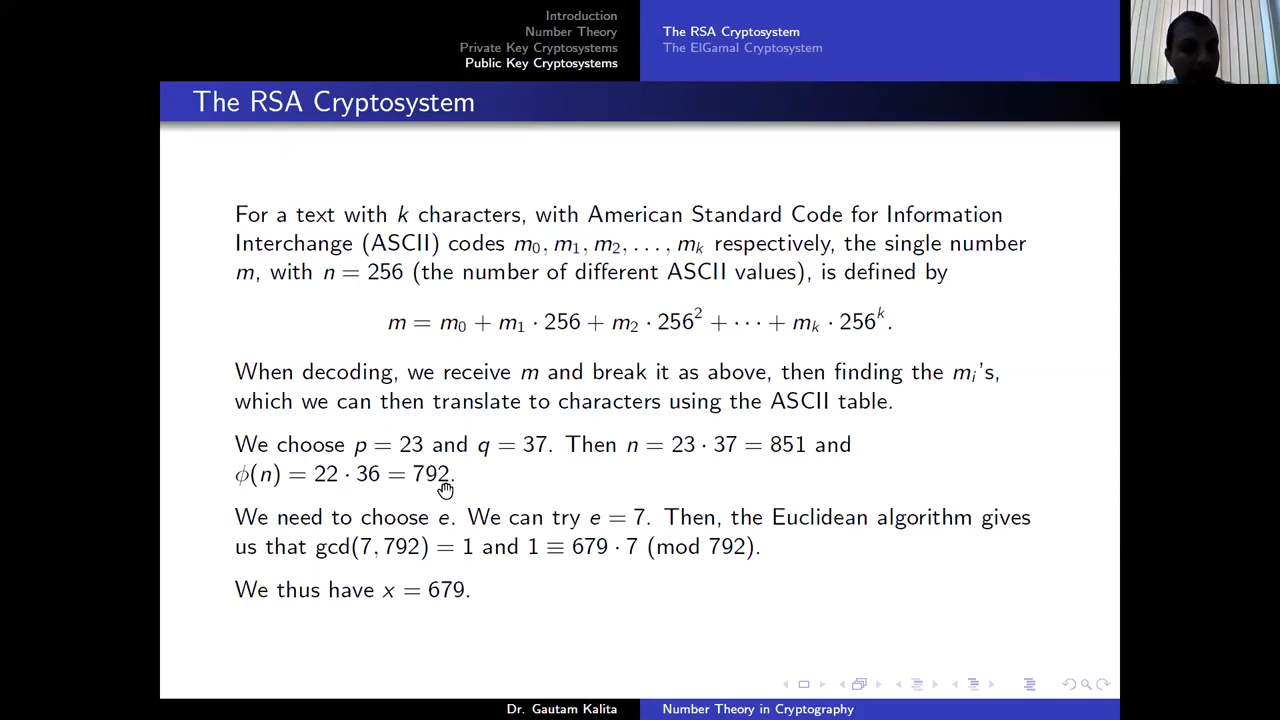 Introduction
Number Theory
Private Key Cryptosystems
Public Key Cryptosystems
The RSA Cryptosystem
The ElGamal Cryptosystem
The RSA Cryptosystem
For a text with k characters, with American Standard Code for Information
Interchange (ASCII) codes m₀, m₁, m₂, . . . , mₖ respectively, the single number
m, with n = 256 (the number of different ASCII values), is defined by
m = m₀ + m₁ · 256 + m₂ · 256² + · · · + mₖ · 256ᵏ.
When decoding, we receive m and break it as above, then finding the mᵢ's,
which we can then translate to characters using the ASCII table.
We choose p = 23 and q = 37. Then n = 23 · 37 = 851 and
ϕ(n) = 22 · 36 = 792.
We need to choose e. We can try e = 7. Then, the Euclidean algorithm gives
us that gcd(7, 792) = 1 and 1 ≡ 679 · 7 (mod 792).
We thus have x = 679.
Dr. Gautam Kalita
Number Theory in Cryptography